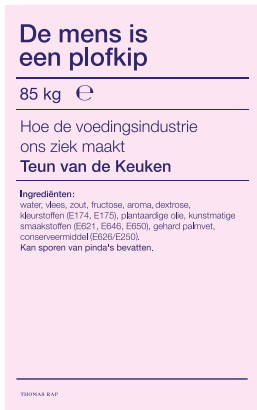 De mens is
een plofkip
85 kg ℮
Hoe de voedingsindustrie
ons ziek maakt
Teun van de Keuken
Ingrediënten:
water, vlees, zout, fructose, aroma, dextrose,
kleurstoffen (E174, E175), plantaardige olie, kunstmatige
smaakstoffen (E621, E646, E650), gehard palmvet,
conserveermiddel (E626/E250).
Kan sporen van pinda's bevatten.
THOMAS RAP